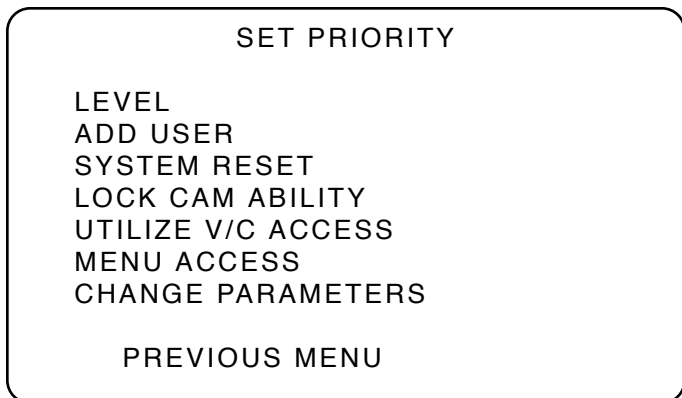 SET PRIORITY
LEVEL
ADD USER
SYSTEM RESET
LOCK CAM ABILITY
UTILIZE V/C ACCESS
MENU ACCESS
CHANGE PARAMETERS
PREVIOUS MENU